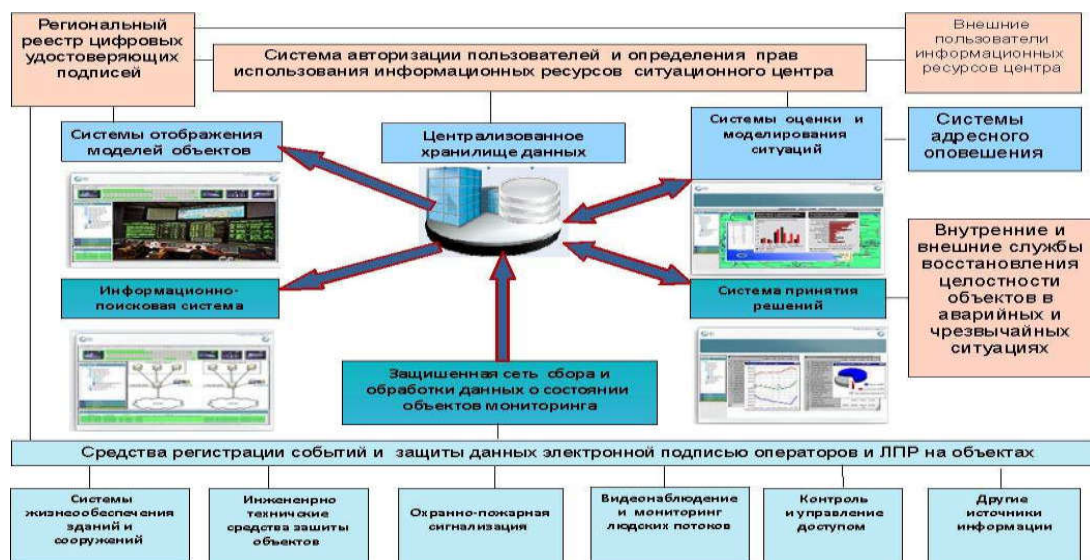 Региональный
реестр цифровых
удостоверяющих
подписей
Система авторизации пользователей и определения прав
использования информационных ресурсов ситуационного центра
Внешние
пользователи
информационных
ресурсов центра
Системы отображения
моделей объектов
Централизованное
хранилище данных
Системы оценки и
моделирования
ситуаций
Системы
адресного
оповешения
Информационно-
поисковая система
Система принятия
решений
Внутренние и
внешние службы
восстановления
целостности
объектов в
аварийных и
чрезвычайных
ситуациях
Защишенная сеть сбора и
обработки данных о состоянии
объектов мониторинга
Средства регистрации событий и защиты данных электронной подписью операторов и ЛПР на объектах
Системы
жизнеобеспечения
зданий и
сооружений
Инжененрно
техничские
средства зашиты
объектов
Охранно-пожарная
сигнализация
Видеонаблюдение
и мониторинг
людских потоков
Контроль
и управление
доступом
Другие
источники
информации